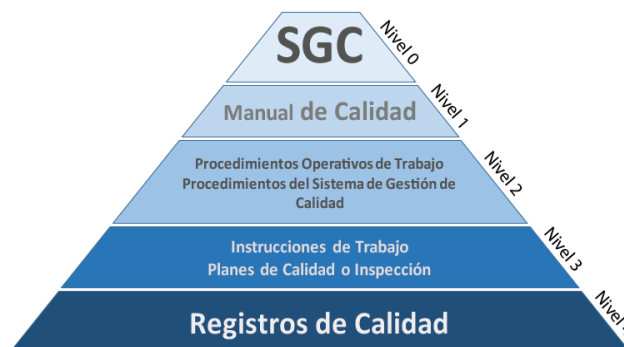 SGC
Nivel 0
Manual de Calidad
Nivel 1
Procedimientos Operativos de Trabajo
Procedimientos del Sistema de Gestión de
Calidad
Nivel 2
Instrucciones de Trabajo
Planes de Calidad o Inspección
Nivel 3
Registros de Calidad
Nivel